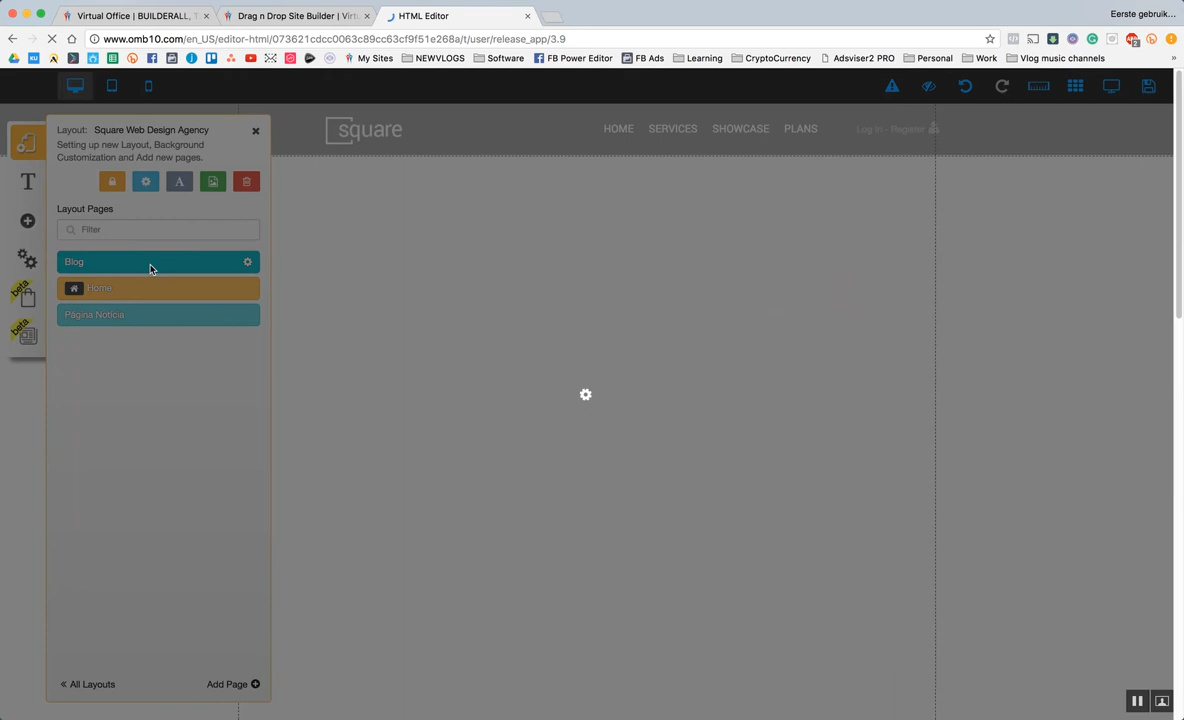 Virtual Office | BUILDERALL, T
Drag n Drop Site Builder | Virtu
HTML Editor
Eerste gebruik...
www.omb10.com/en_US/editor-html/073621cdcc0063c89cc63cf9f51e268a/t/user/release_app/3.9
My Sites
NEWVLOGS
Software
FB Power Editor
FB Ads
Learning
CryptoCurrency
Adsviser2 PRO
Personal
Work
Vlog music channels
»
Layout: Square Web Design Agency
Setting up new Layout, Background
Customization and Add new pages.
A
Layout Pages
Filter
Blog
Home
Página Notícia
« All Layouts
Add Page
T
beta
beta
square
HOME
SERVICES
SHOWCASE
PLANS
Log In - Register